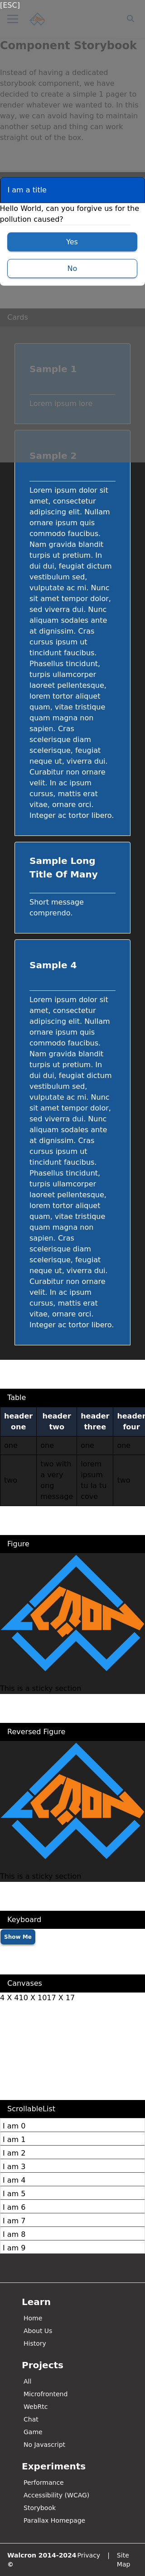 [ESC]
Component Storybook
Instead of having a dedicated
storybook component, we have
decided to create a simple 1 pager to
render whatever we wanted to. In this
way, we can avoid having to maintain
another setup and thing can work
straight out of the box.
I am a title
Hello World, can you forgive us for the
pollution caused?
Yes
No
Cards
Sample 1
Lorem ipsum lore
Sample 2
Lorem ipsum dolor sit
amet, consectetur
adipiscing elit. Nullam
ornare ipsum quis
commodo faucibus.
Nam gravida blandit
turpis ut pretium. In
dui dui, feugiat dictum
vestibulum sed,
vulputate ac mi. Nunc
sit amet tempor dolor,
sed viverra dui. Nunc
aliquam sodales ante
at dignissim. Cras
cursus ipsum ut
tincidunt faucibus.
Phasellus tincidunt,
turpis ullamcorper
laoreet pellentesque,
lorem tortor aliquet
quam, vitae tristique
quam magna non
sapien. Cras
scelerisque diam
scelerisque, feugiat
neque ut, viverra dui.
Curabitur non ornare
velit. In ac ipsum
cursus, mattis erat
vitae, ornare orci.
Integer ac tortor libero.
Sample Long
Title Of Many
Short message
comprendo.
Sample 4
Lorem ipsum dolor sit
amet, consectetur
adipiscing elit. Nullam
ornare ipsum quis
commodo faucibus.
Nam gravida blandit
turpis ut pretium. In
dui dui, feugiat dictum
vestibulum sed,
vulputate ac mi. Nunc
sit amet tempor dolor,
sed viverra dui. Nunc
aliquam sodales ante
at dignissim. Cras
cursus ipsum ut
tincidunt faucibus.
Phasellus tincidunt,
turpis ullamcorper
laoreet pellentesque,
lorem tortor aliquet
quam, vitae tristique
quam magna non
sapien. Cras
scelerisque diam
scelerisque, feugiat
neque ut, viverra dui.
Curabitur non ornare
velit. In ac ipsum
cursus, mattis erat
vitae, ornare orci.
Integer ac tortor libero.
Table
header one header two header three header four
one one one one
two two with a very ong message lorem ipsum tu la tu cove two
Figure
This is a sticky section
Reversed Figure
This is a sticky section
Keyboard
Show Me
Canvases
4 X 410 X 1017 X 17
ScrollableList
I am 0
I am 1
I am 2
I am 3
I am 4
I am 5
I am 6
I am 7
I am 8
I am 9
Learn
Home
About Us
History
Projects
All
Microfrontend
WebRtc
Chat
Game
No Javascript
Experiments
Performance
Accessibility (WCAG)
Storybook
Parallax Homepage
Walcron 2014-2024 ©
Privacy | Site Map